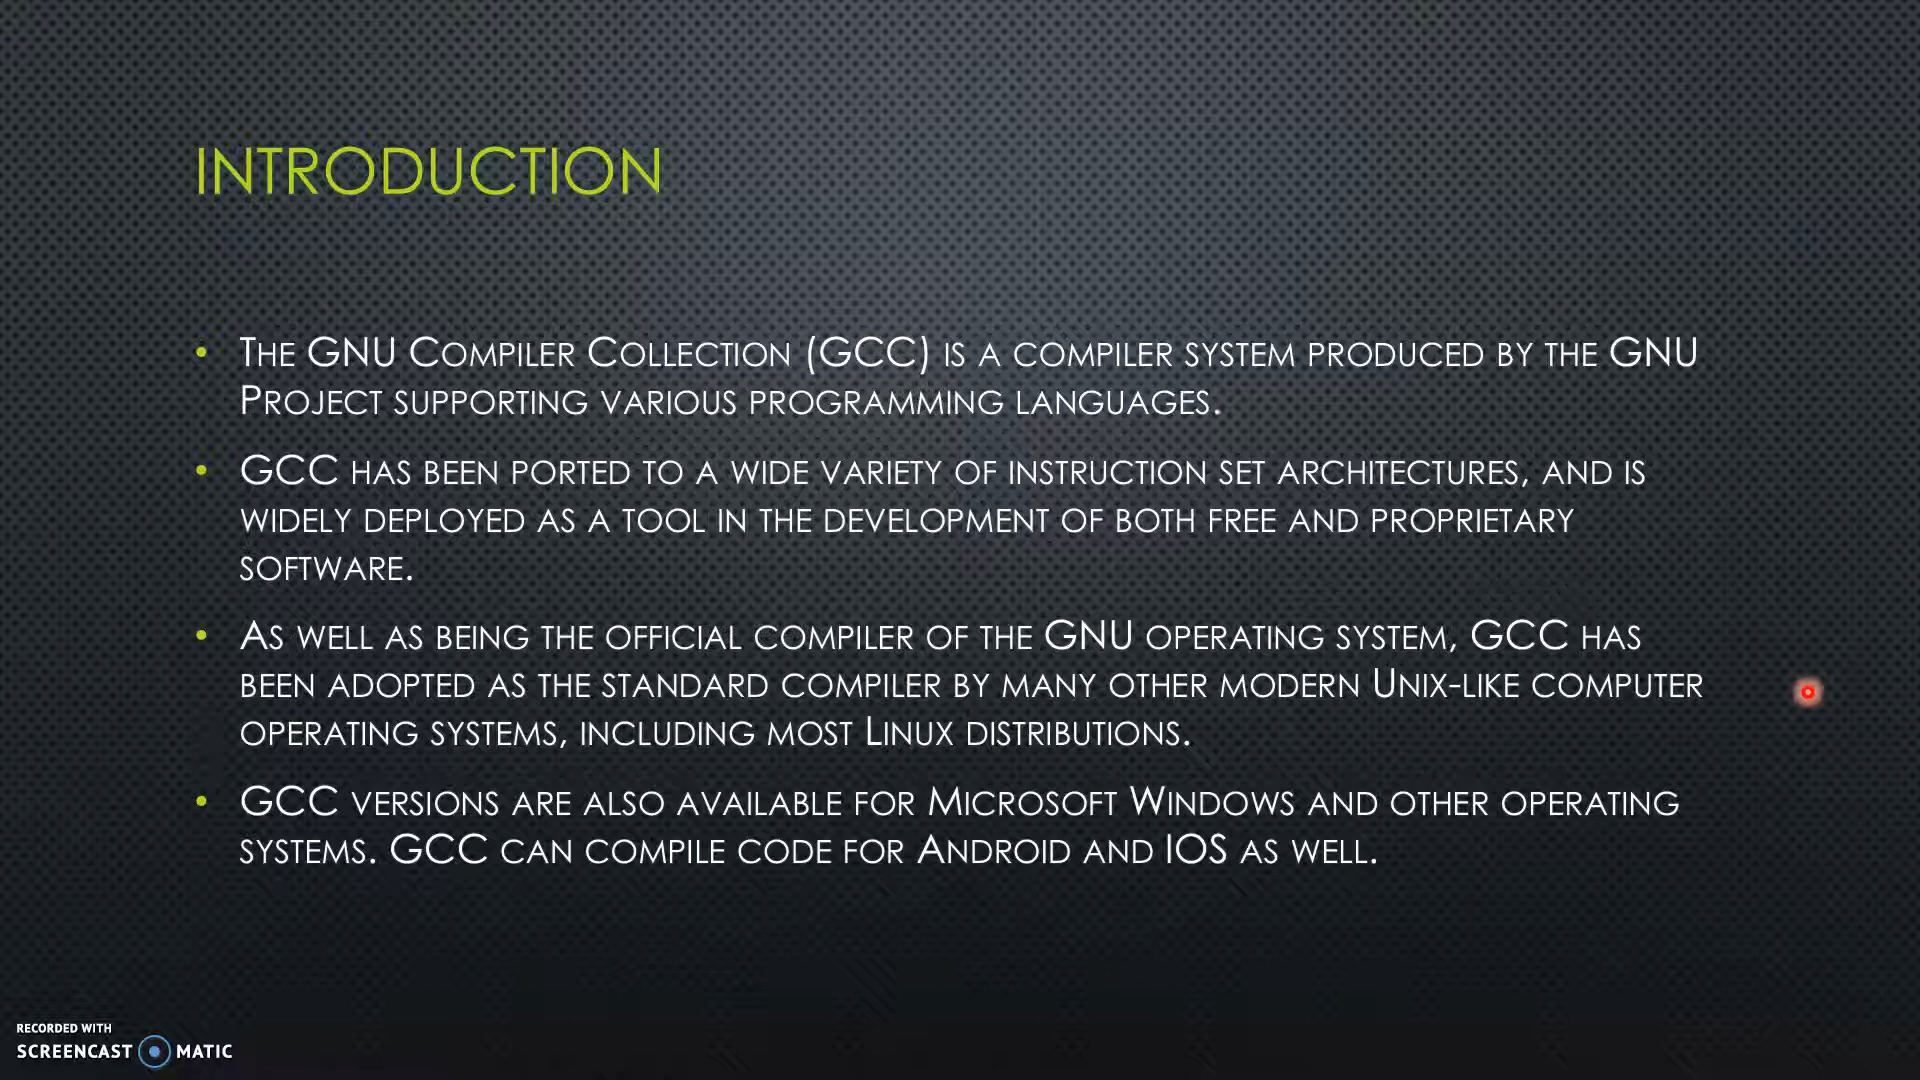 INTRODUCTION
• The GNU Compiler Collection (GCC) is a compiler system produced by the GNU
Project supporting various programming languages.
• GCC has been ported to a wide variety of instruction set architectures, and is
widely deployed as a tool in the development of both free and proprietary
software.
• As well as being the official compiler of the GNU operating system, GCC has
been adopted as the standard compiler by many other modern Unix-like computer
operating systems, including most Linux distributions.
• GCC versions are also available for Microsoft Windows and other operating
systems. GCC can compile code for Android and IOS as well.
RECORDED WITH
SCREENCAST MATIC